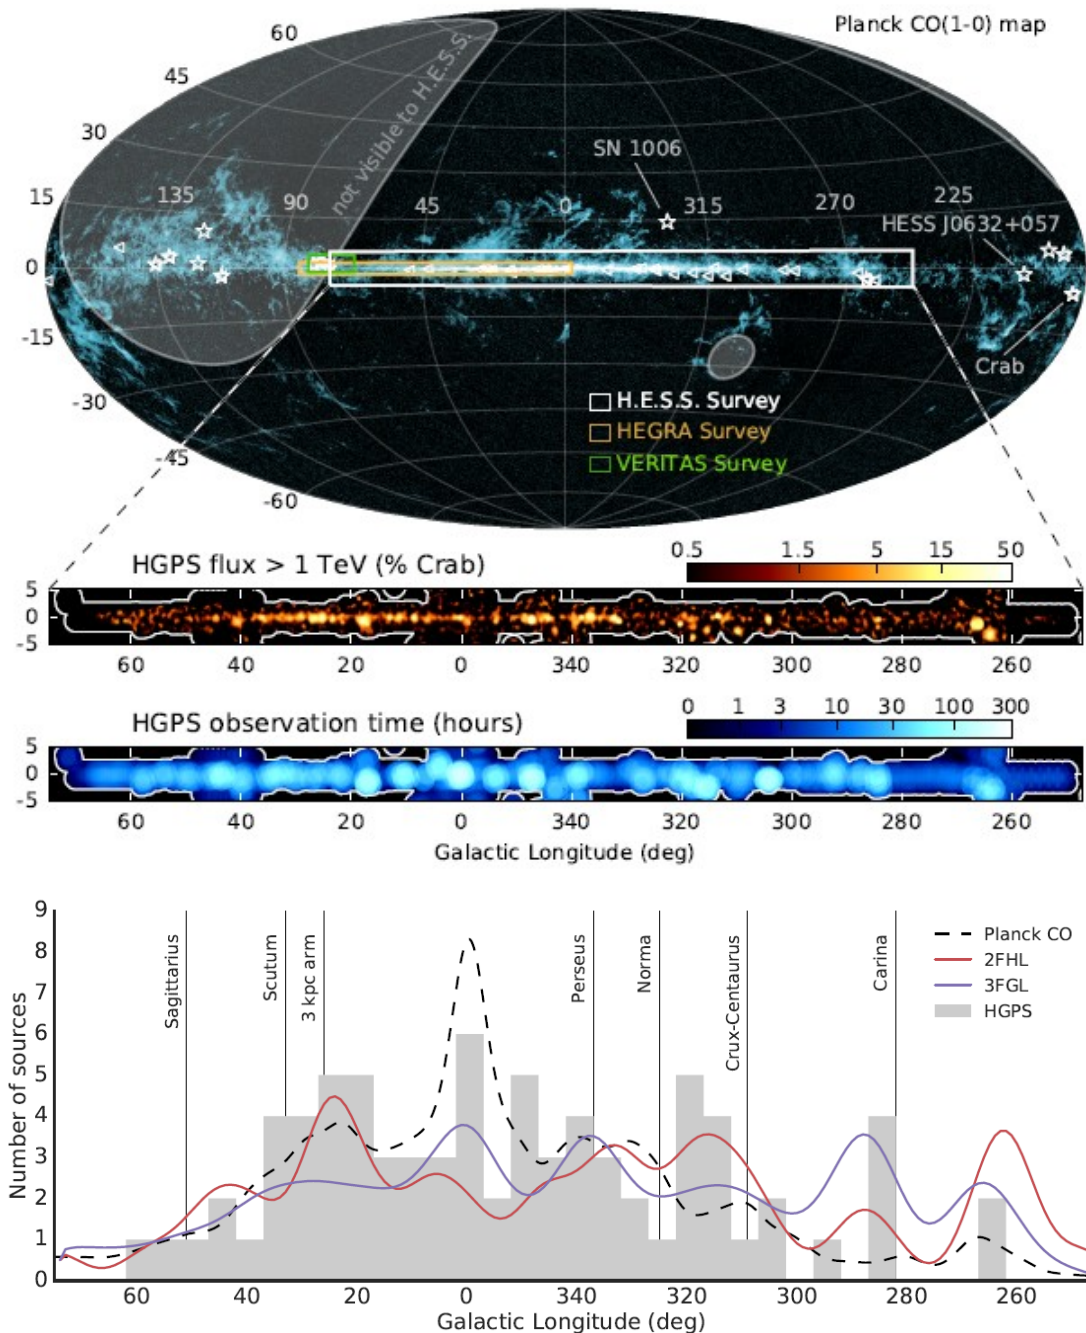 Planck CO(1-0) map
60
45
30
15
0
-15
-30
-45
-60
not visible to H.E.S.S.
SN 1006
135 90 45 0 315 270 225
HESS J0632+057
Crab
H.E.S.S. Survey
HEGRA Survey
VERITAS Survey
HGPS flux > 1 TeV (% Crab)
0.5 1.5 5 15 50
5
0
-5
60 40 20 0 340 320 300 280 260
HGPS observation time (hours)
0 1 3 10 30 100 300
5
0
-5
60 40 20 0 340 320 300 280 260
Galactic Longitude (deg)
Number of sources
9
8
7
6
5
4
3
2
1
0
Sagittarius
Scutum
3 kpc arm
Perseus
Norma
Crux-Centaurus
Carina
Planck CO
2FHL
3FGL
HGPS
60 40 20 0 340 320 300 280 260
Galactic Longitude (deg)